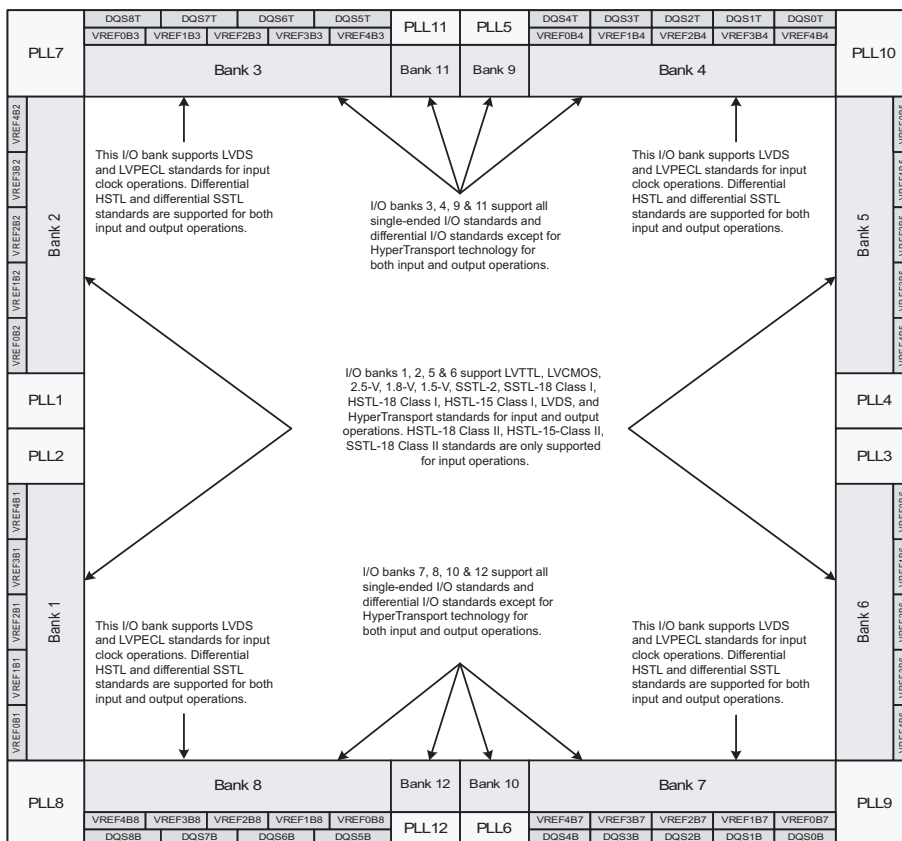 DQS8T DQS7T DQS6T DQS5T PLL11 PLL5 DQS4T DQS3T DQS2T DQS1T DQS0T
VREF0B3 VREF1B3 VREF2B3 VREF3B3 VREF4B3 VREF0B4 VREF1B4 VREF2B4 VREF3B4 VREF4B4
PLL7 PLL10
Bank 3 Bank 11 Bank 9 Bank 4
VREF4B2
VREF3B2
VREF2B2
VREF1B2
VREF0B2
Bank 2
This I/O bank supports LVDS
and LVPECL standards for input
clock operations. Differential
HSTL and differential SSTL
standards are supported for both
input and output operations.
I/O banks 3, 4, 9 & 11 support all
single-ended I/O standards and
differential I/O standards except for
HyperTransport technology for
both input and output operations.
This I/O bank supports LVDS
and LVPECL standards for input
clock operations. Differential
HSTL and differential SSTL
standards are supported for both
input and output operations.
Bank 5
I/O banks 1, 2, 5 & 6 support LVTTL, LVCMOS,
2.5-V, 1.8-V, 1.5-V, SSTL-2, SSTL-18 Class I,
HSTL-18 Class I, HSTL-15 Class I, LVDS, and
HyperTransport standards for input and output
operations. HSTL-18 Class II, HSTL-15-Class II,
SSTL-18 Class II standards are only supported
for input operations.
PLL1 PLL4
PLL2 PLL3
VREF4B1
VREF3B1
VREF2B1
VREF1B1
VREF0B1
Bank 1
I/O banks 7, 8, 10 & 12 support all
single-ended I/O standards and
differential I/O standards except for
HyperTransport technology for
both input and output operations.
This I/O bank supports LVDS
and LVPECL standards for input
clock operations. Differential
HSTL and differential SSTL
standards are supported for both
input and output operations.
This I/O bank supports LVDS
and LVPECL standards for input
clock operations. Differential
HSTL and differential SSTL
standards are supported for both
input and output operations.
Bank 6
Bank 8 Bank 12 Bank 10 Bank 7
PLL8 PLL9
VREF4B8 VREF3B8 VREF2B8 VREF1B8 VREF0B8 PLL12 PLL6 VREF4B7 VREF3B7 VREF2B7 VREF1B7 VREF0B7
DQS8B DQS7B DQS6B DQS5B DQS4B DQS3B DQS2B DQS1B DQS0B